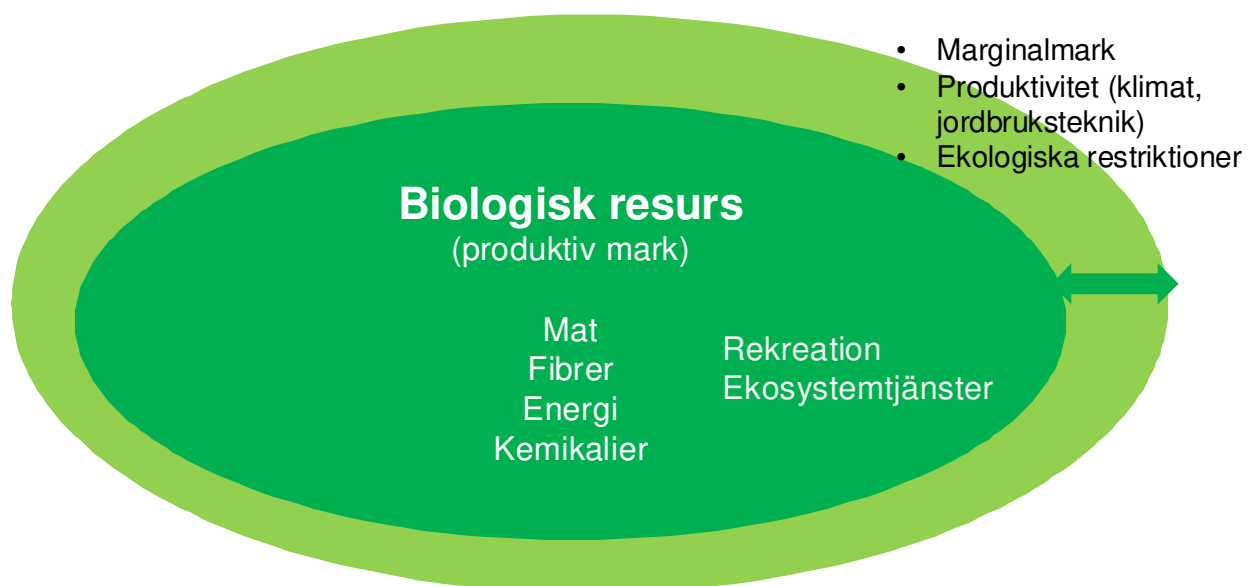 • Marginalmark
• Produktivitet (klimat,
jordbruksteknik)
• Ekologiska restriktioner
Biologisk resurs
(produktiv mark)
Mat
Fibrer
Energi
Kemikalier
Rekreation
Ekosystemtjänster